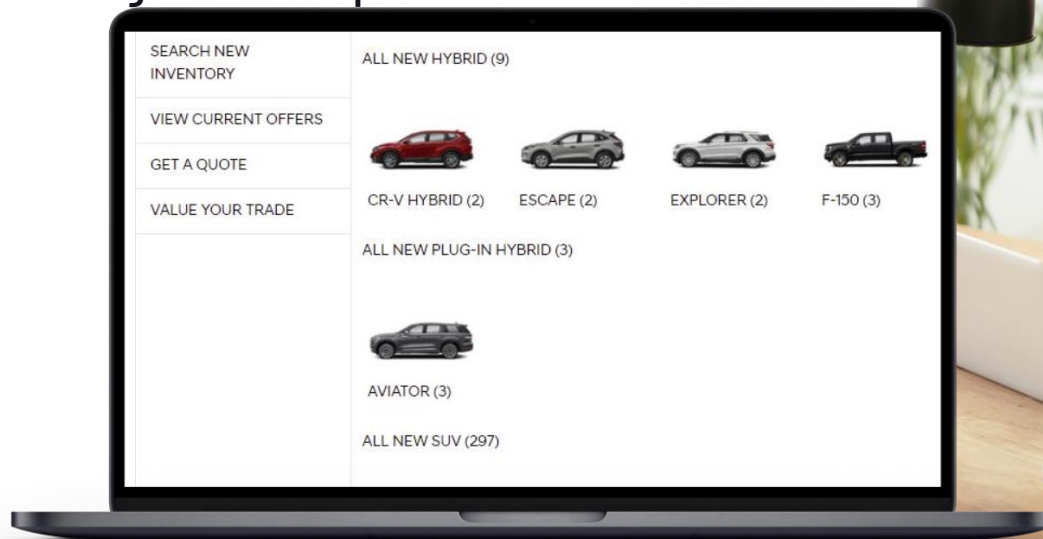 SEARCH NEW
INVENTORY
VIEW CURRENT OFFERS
GET A QUOTE
VALUE YOUR TRADE
ALL NEW HYBRID (9)
CR-V HYBRID (2)
ESCAPE (2)
EXPLORER (2)
F-150 (3)
ALL NEW PLUG-IN HYBRID (3)
AVIATOR (3)
ALL NEW SUV (297)